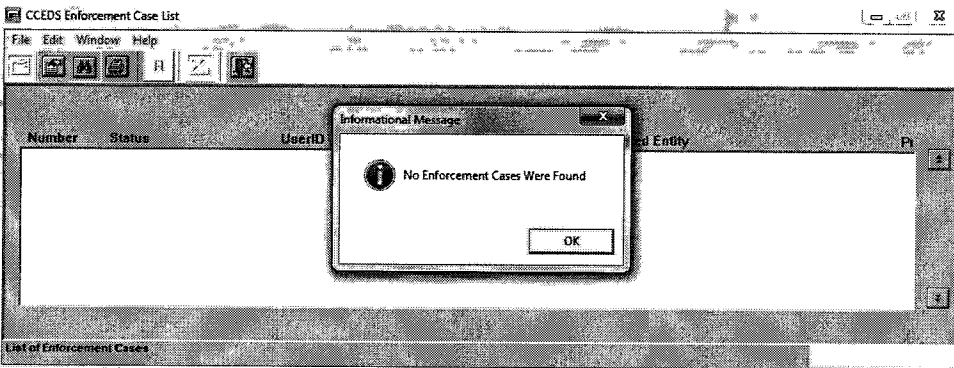 CCEDS Enforcement Case List
File Edit Window Help
Informational Message
Number Status UserID ed Entity
No Enforcement Cases Were Found
OK
List of Enforcement Cases